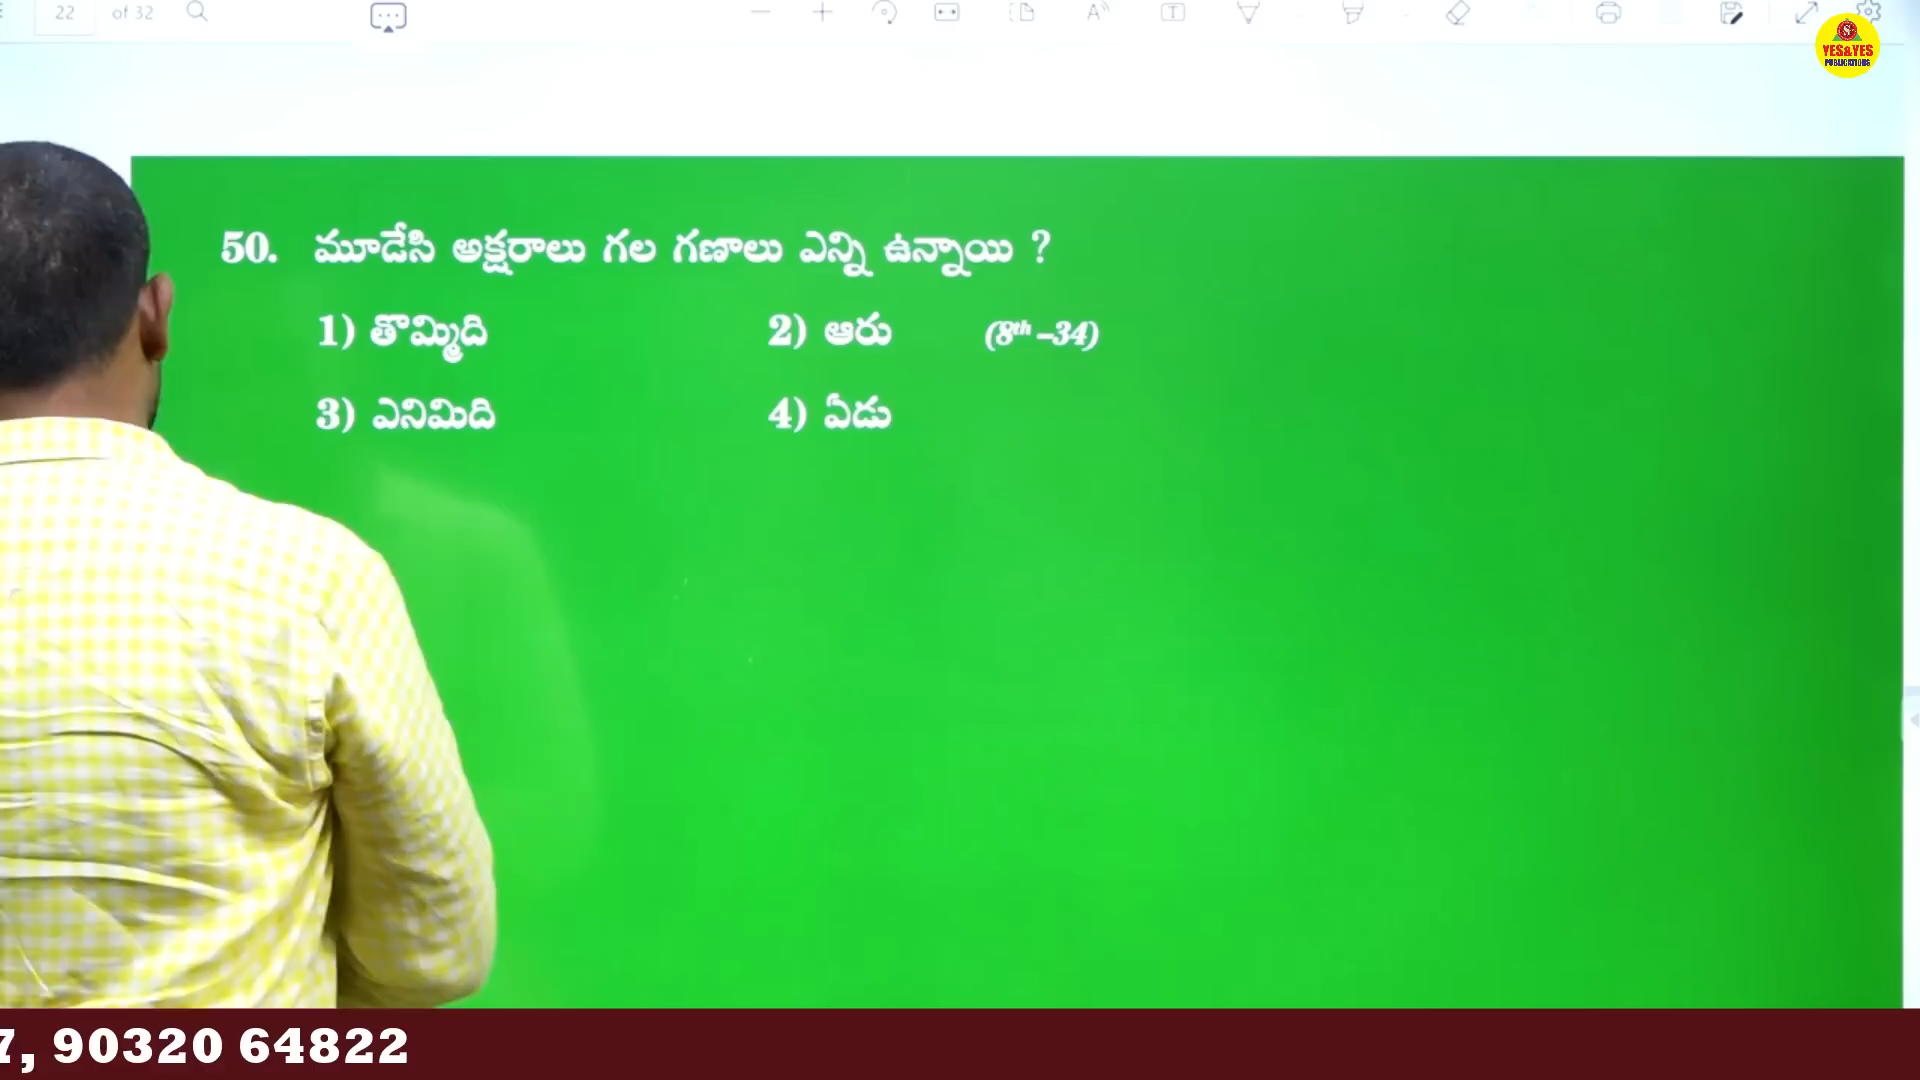 22 of 32
YES&YES
PUBLICATIONS
50. మూడేసి అక్షరాలు గల గణాలు ఎన్ని ఉన్నాయి ?
1) తొమ్మిది 2) ఆరు (8th-34)
3) ఎనిమిది 4) ఏడు
7, 90320 64822